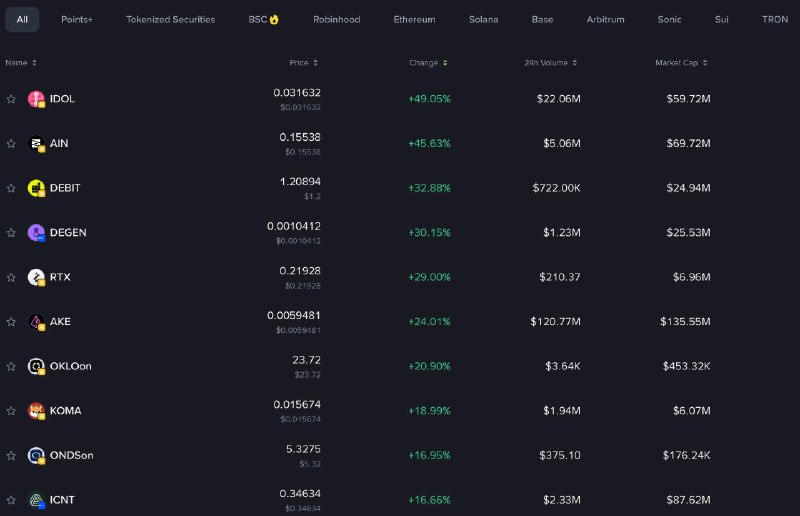 All Points+ Tokenized Securities BSC🔥 Robinhood Ethereum Solana Base Arbitrum Sonic Sui TRON
Name Price Change 24h Volume Market Cap
IDOL 0.031632 +49.05% $22.06M $59.72M
$0.031632
AIN 0.15538 +45.63% $5.06M $69.72M
$0.15538
DEBIT 1.20894 +32.88% $722.00K $24.94M
$1.2
DEGEN 0.0010412 +30.15% $1.23M $25.53M
$0.0010412
RTX 0.21928 +29.00% $210.37 $6.96M
$0.21928
AKE 0.0059481 +24.01% $120.77M $135.55M
$0.0059481
OKLOon 23.72 +20.90% $3.64K $453.32K
$23.72
KOMA 0.015674 +18.99% $1.94M $6.07M
$0.015674
ONDSon 5.3275 +16.95% $375.10 $176.24K
$5.32
ICNT 0.34634 +16.66% $2.33M $87.62M
$0.34634